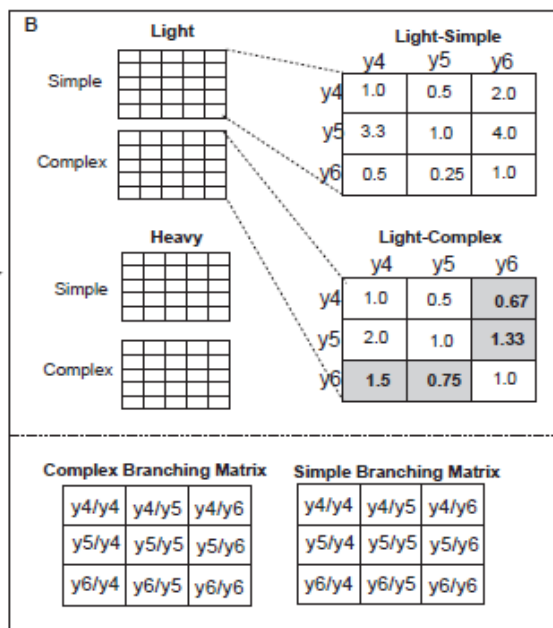 B
Light
Simple
Complex
Heavy
Simple
Complex
Light-Simple
y4 y5 y6
y4 1.0 0.5 2.0
y5 3.3 1.0 4.0
y6 0.5 0.25 1.0
Light-Complex
y4 y5 y6
y4 1.0 0.5 0.67
y5 2.0 1.0 1.33
y6 1.5 0.75 1.0
Complex Branching Matrix
y4/y4 y4/y5 y4/y6
y5/y4 y5/y5 y5/y6
y6/y4 y6/y5 y6/y6
Simple Branching Matrix
y4/y4 y4/y5 y4/y6
y5/y4 y5/y5 y5/y6
y6/y4 y6/y5 y6/y6